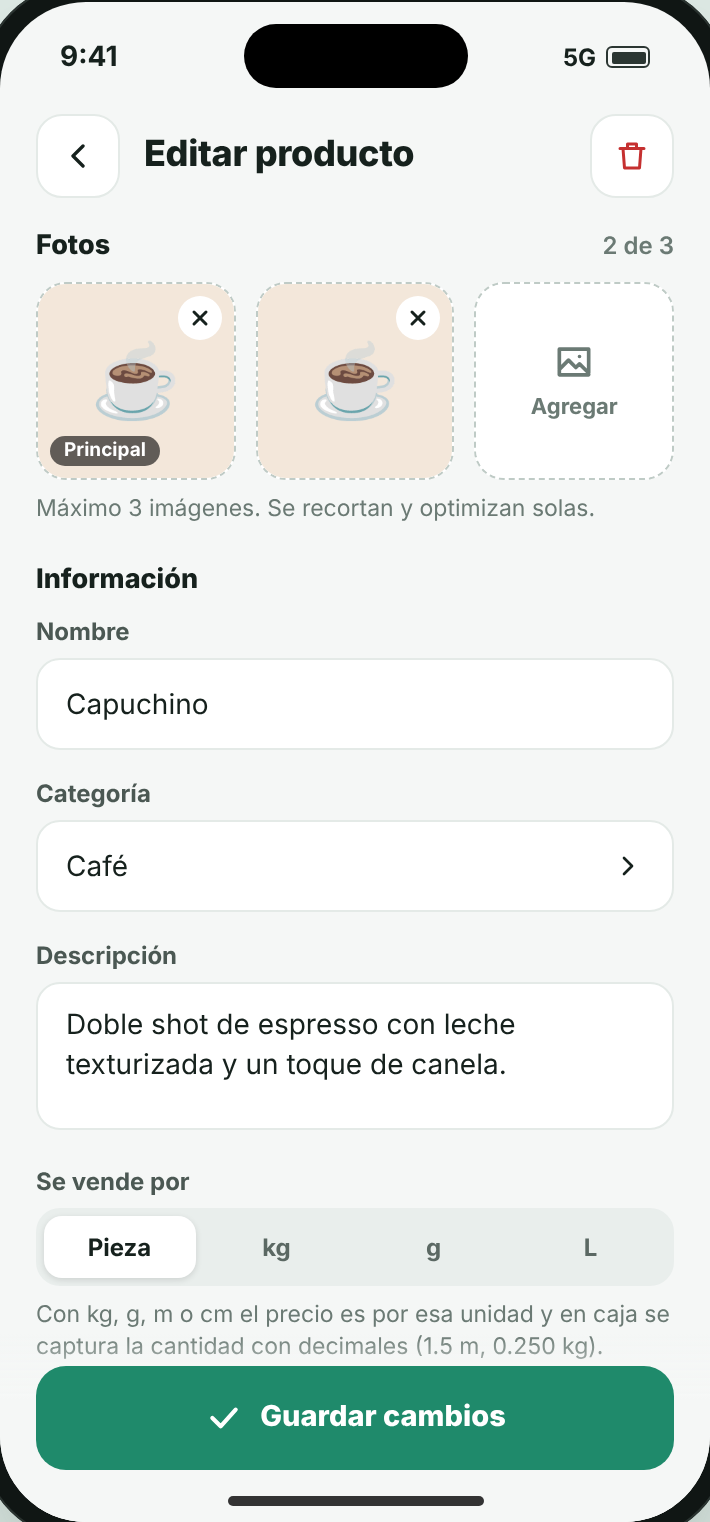 9:41
5G
Editar producto
Fotos
2 de 3
Principal
Agregar
Máximo 3 imágenes. Se recortan y optimizan solas.
Información
Nombre
Capuchino
Categoría
Café
Descripción
Doble shot de espresso con leche
texturizada y un toque de canela.
Se vende por
Pieza
kg
g
L
Con kg, g, m o cm el precio es por esa unidad y en caja se
captura la cantidad con decimales (1.5 m, 0.250 kg).
Guardar cambios